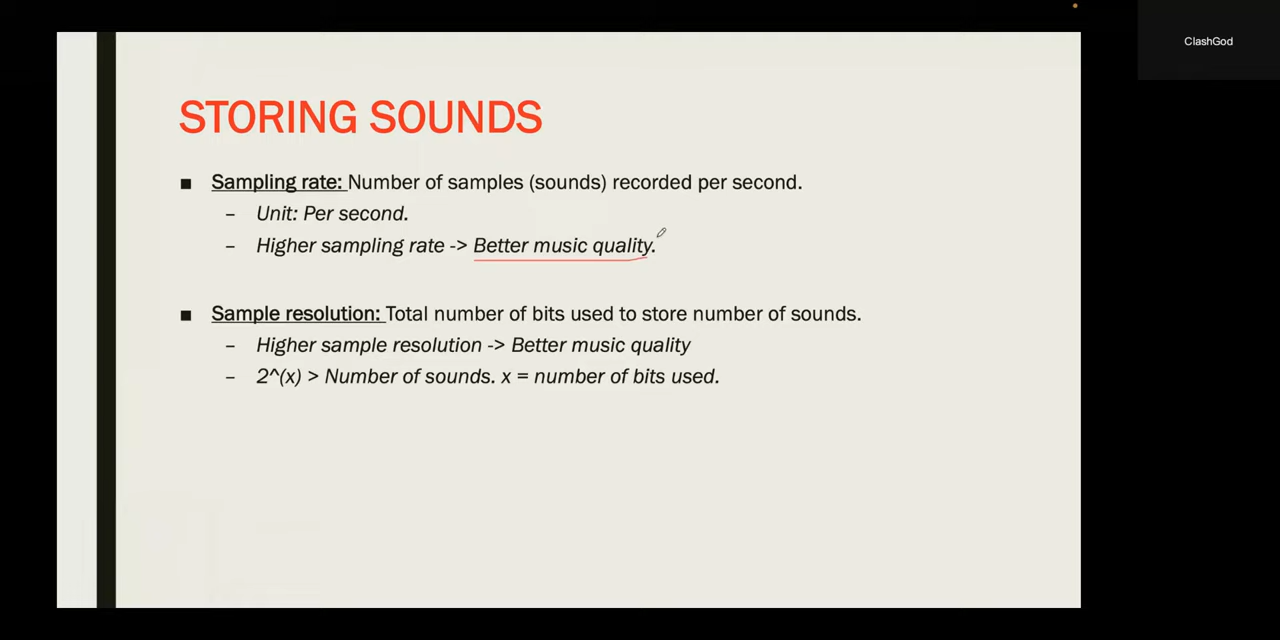 ClashGod
STORING SOUNDS
■ Sampling rate: Number of samples (sounds) recorded per second.
– Unit: Per second.
– Higher sampling rate -> Better music quality.
■ Sample resolution: Total number of bits used to store number of sounds.
– Higher sample resolution -> Better music quality
– 2^(x) > Number of sounds. x = number of bits used.